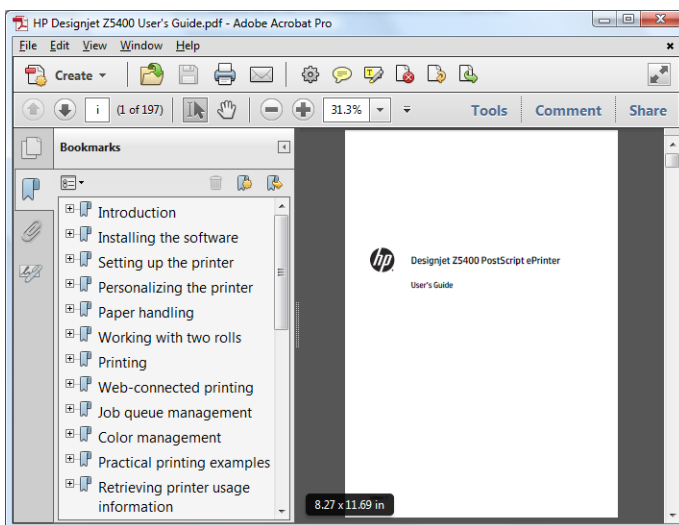 HP Designjet Z5400 User's Guide.pdf - Adobe Acrobat Pro
File Edit View Window Help
Create
i (1 of 197) 31.3% Tools Comment Share
Bookmarks
Introduction
Installing the software
Setting up the printer
Personalizing the printer
Paper handling
Working with two rolls
Printing
Web-connected printing
Job queue management
Color management
Practical printing examples
Retrieving printer usage
information
hp Designjet Z5400 PostScript ePrinter
User's Guide
8.27 x 11.69 in